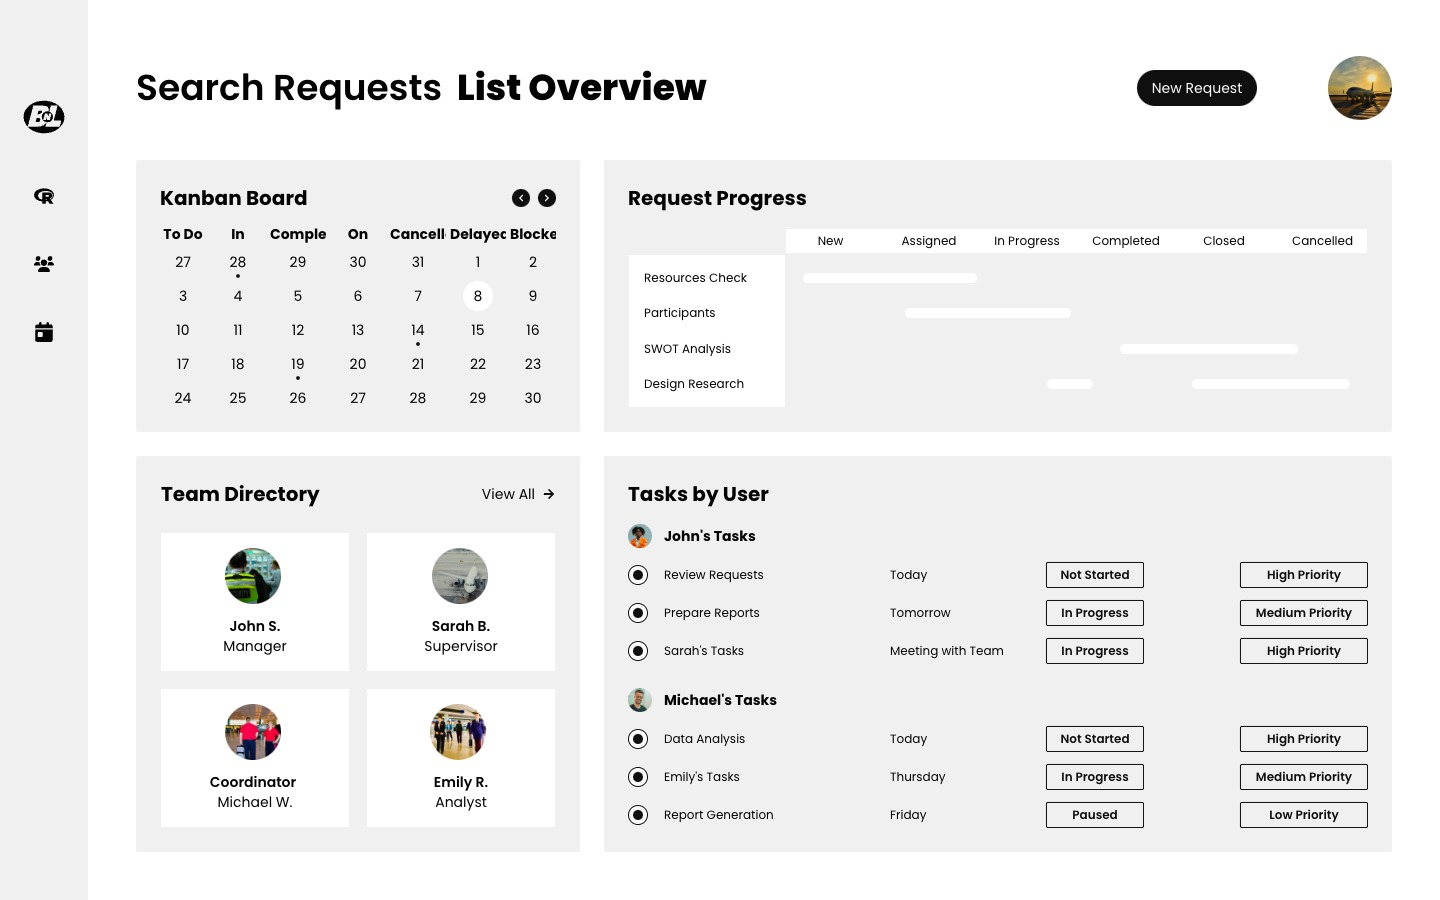 Search Requests List Overview
New Request
Kanban Board
To Do In Comple On Cancell Delayed Blocke
27 28 29 30 31 1 2
3 4 5 6 7 8 9
10 11 12 13 14 15 16
17 18 19 20 21 22 23
24 25 26 27 28 29 30
Request Progress
New Assigned In Progress Completed Closed Cancelled
Resources Check
Participants
SWOT Analysis
Design Research
Team Directory View All
John S.
Manager
Sarah B.
Supervisor
Coordinator
Michael W.
Emily R.
Analyst
Tasks by User
John's Tasks
Review Requests Today Not Started High Priority
Prepare Reports Tomorrow In Progress Medium Priority
Sarah's Tasks Meeting with Team In Progress High Priority
Michael's Tasks
Data Analysis Today Not Started High Priority
Emily's Tasks Thursday In Progress Medium Priority
Report Generation Friday Paused Low Priority